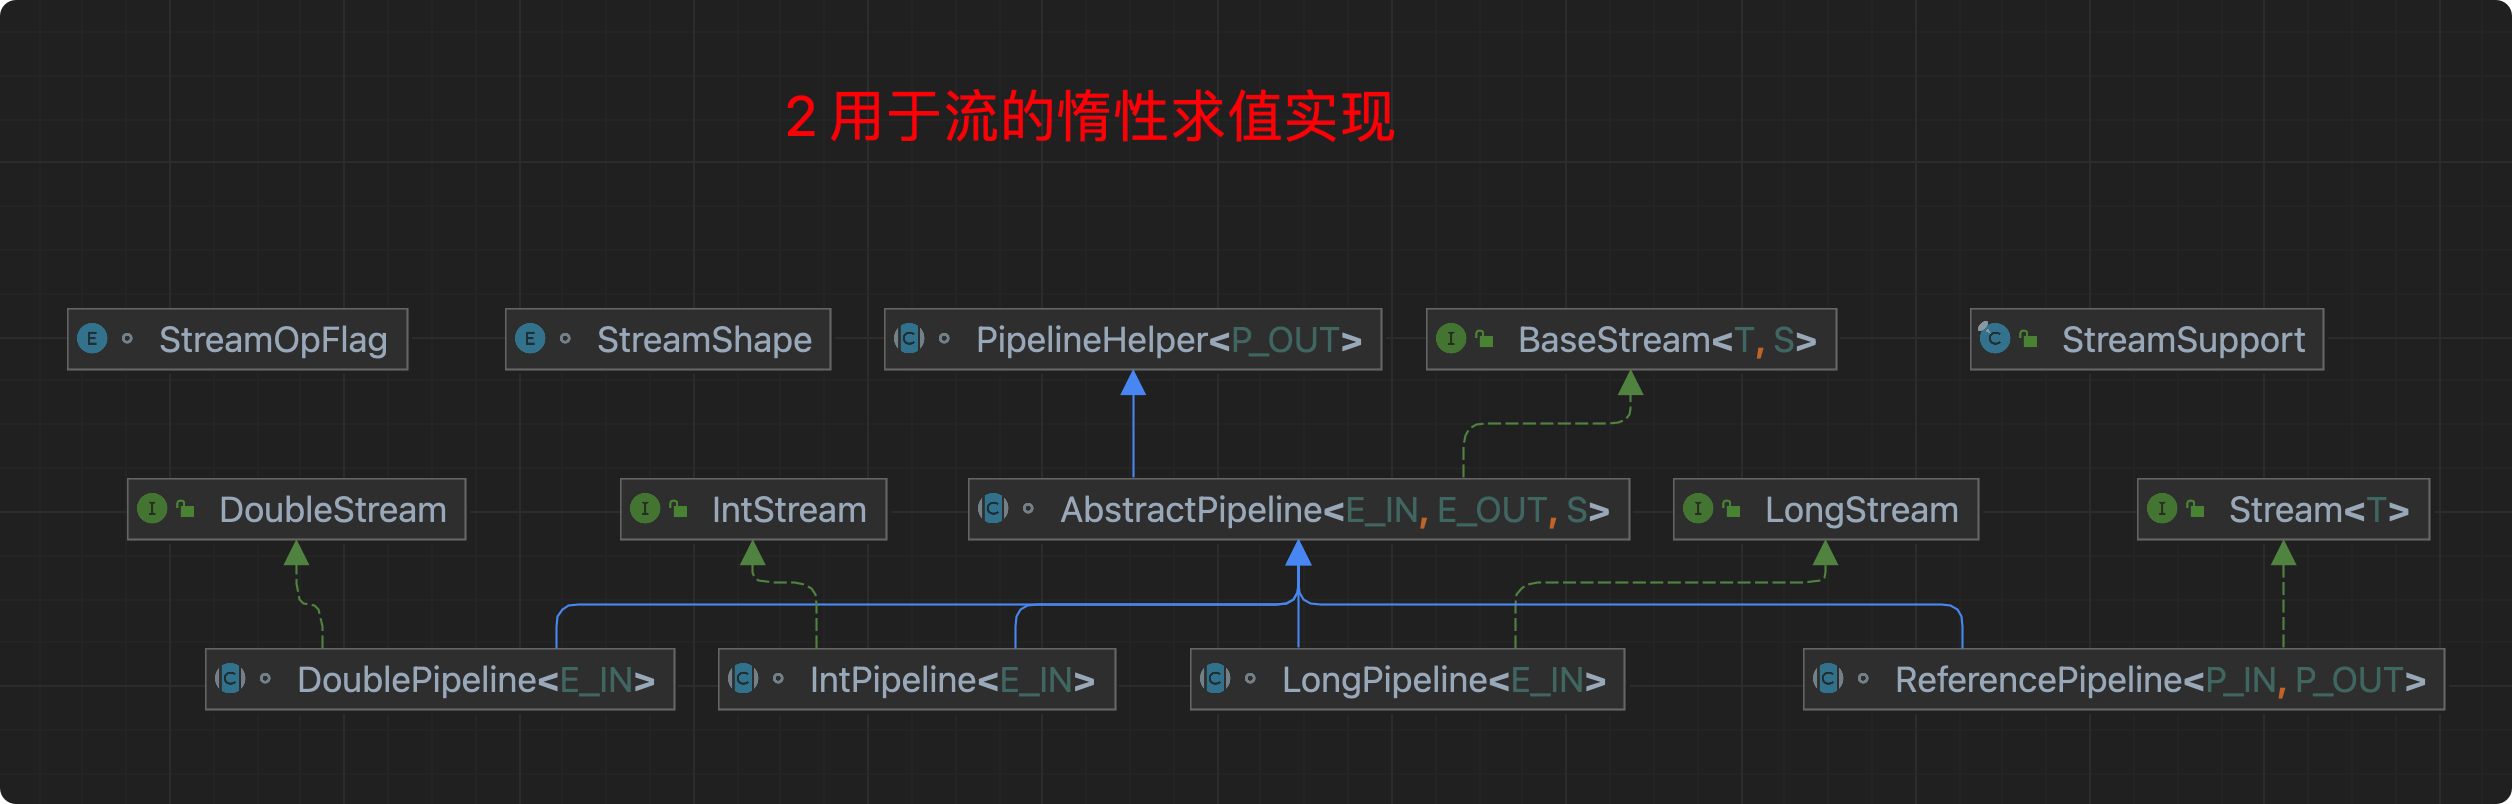 2 用于流的惰性求值实现
E StreamOpFlag
E StreamShape
C PipelineHelper<P_OUT>
I BaseStream<T, S>
C StreamSupport
I DoubleStream
I IntStream
C AbstractPipeline<E_IN, E_OUT, S>
I LongStream
I Stream<T>
C DoublePipeline<E_IN>
C IntPipeline<E_IN>
C LongPipeline<E_IN>
C ReferencePipeline<P_IN, P_OUT>